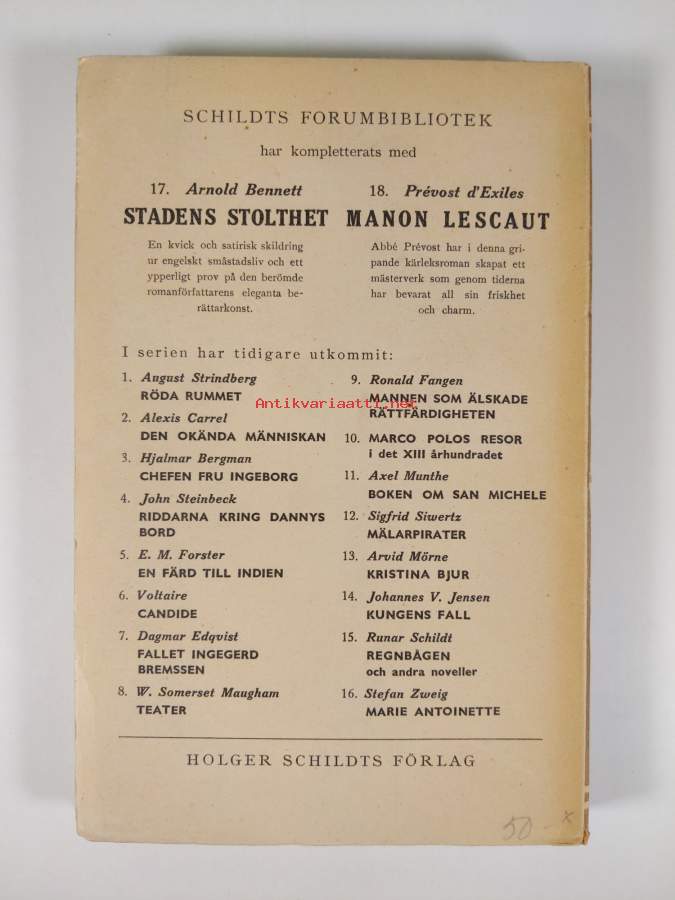 SCHILDTS FORUMBIBLIOTEK
har kompletterats med
17. Arnold Bennett
STADENS STOLTHET
En kvick och satirisk skildring
ur engelskt småstadsliv och ett
ypperligt prov på den berömde
romanförfattarens eleganta be-
rättarkonst.
18. Prévost d'Exiles
MANON LESCAUT
Abbé Prévost har i denna gri-
pande kärleksroman skapat ett
mästerverk som genom tiderna
har bevarat all sin friskhet
och charm.
I serien har tidigare utkommit:
1. August Strindberg
RÖDA RUMMET
2. Alexis Carrel
DEN OKÄNDA MÄNNISKAN
3. Hjalmar Bergman
CHEFEN FRU INGEBORG
4. John Steinbeck
RIDDARNA KRING DANNYS
BORD
5. E. M. Forster
EN FÄRD TILL INDIEN
6. Voltaire
CANDIDE
7. Dagmar Edqvist
FALLET INGEGERD
BREMSSEN
8. W. Somerset Maugham
TEATER
9. Ronald Fangen
MANNEN SOM ÄLSKADE
RÄTTFÄRDIGHETEN
10. MARCO POLOS RESOR
i det XIII århundradet
11. Axel Munthe
BOKEN OM SAN MICHELE
12. Sigfrid Siwertz
MÄLARPIRATER
13. Arvid Mörne
KRISTINA BJUR
14. Johannes V. Jensen
KUNGENS FALL
15. Runar Schildt
REGNBÅGEN
och andra noveller
16. Stefan Zweig
MARIE ANTOINETTE
HOLGER SCHILDTS FÖRLAG
50 - x
Antikvariaatti.net